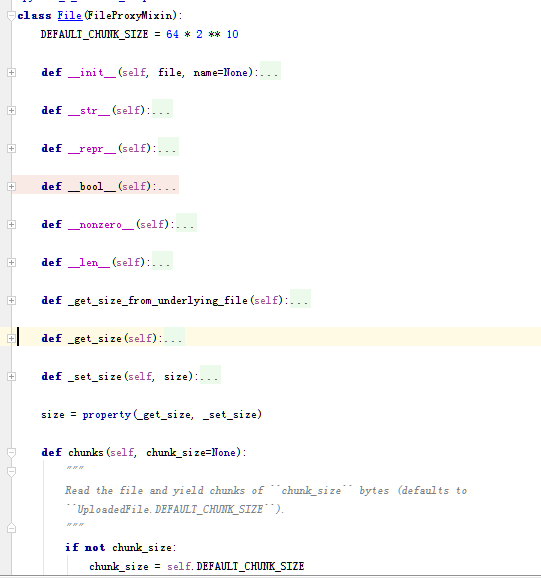 class File(FileProxyMixin):
DEFAULT_CHUNK_SIZE = 64 * 2 ** 10
def __init__(self, file, name=None):...
def __str__(self):...
def __repr__(self):...
def __bool__(self):...
def __nonzero__(self):...
def __len__(self):...
def _get_size_from_underlying_file(self):...
def _get_size(self):...
def _set_size(self, size):...
size = property(_get_size, _set_size)
def chunks(self, chunk_size=None):
"""
Read the file and yield chunks of ``chunk_size`` bytes (defaults to
``UploadedFile.DEFAULT_CHUNK_SIZE``).
"""
if not chunk_size:
chunk_size = self.DEFAULT_CHUNK_SIZE